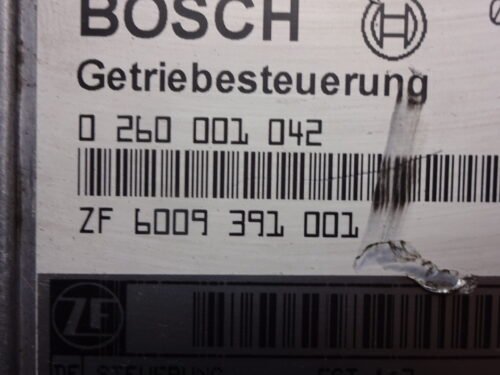 BOSCH
Getriebesteuerung
0 260 001 042
ZF 6009 391 001
ZF